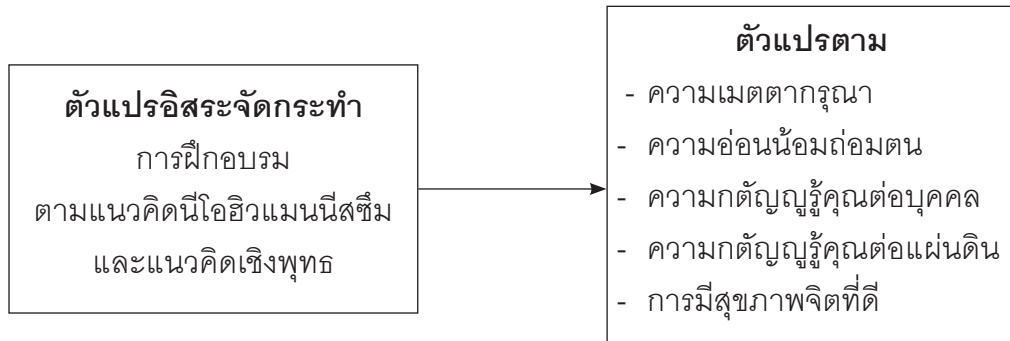 ตัวแปรอิสระจัดกระทำ
การฝึกอบรม
ตามแนวคิดนีโอฮิวแมนนีสซึม
และแนวคิดเชิงพุทธ
ตัวแปรตาม
- ความเมตตากรุณา
- ความอ่อนน้อมถ่อมตน
- ความกตัญญูรู้คุณต่อบุคคล
- ความกตัญญูรู้คุณต่อแผ่นดิน
- การมีสุขภาพจิตที่ดี